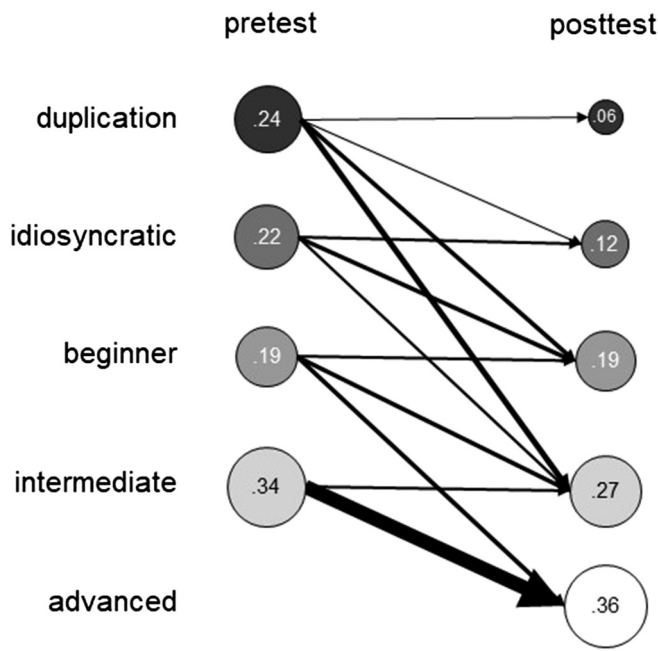 pretest posttest
duplication .24 .06
idiosyncratic .22 .12
beginner .19 .19
intermediate .34 .27
advanced .36